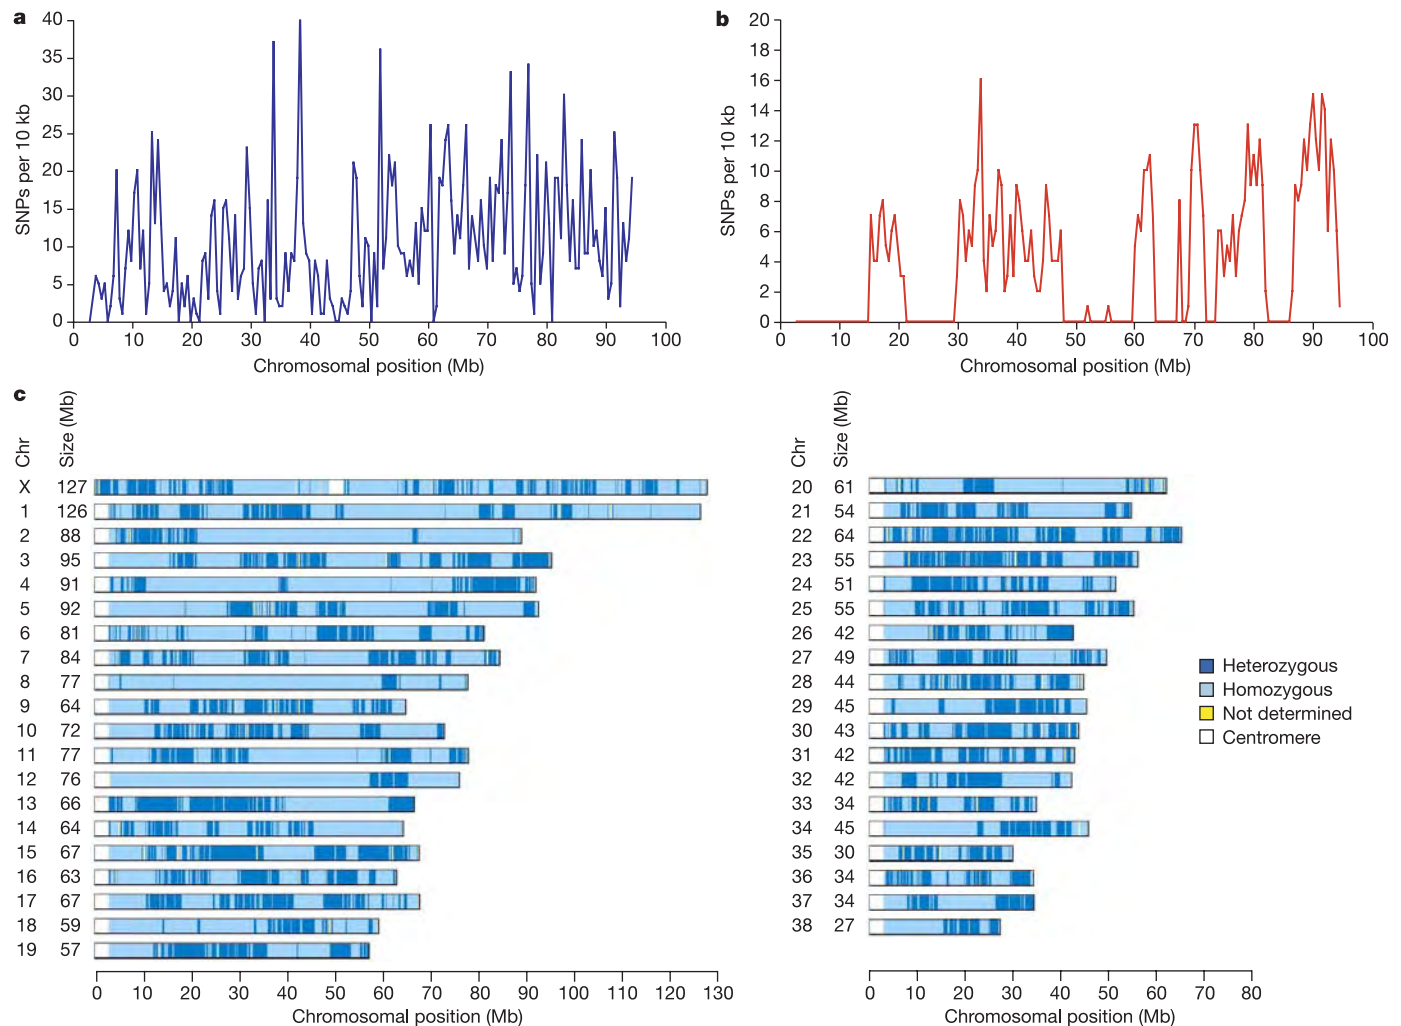 a
40
35
30
25
20
15
10
5
0
SNPs per 10 kb
0 10 20 30 40 50 60 70 80 90 100
Chromosomal position (Mb)
b
20
18
16
14
12
10
8
6
4
2
0
SNPs per 10 kb
0 10 20 30 40 50 60 70 80 90 100
Chromosomal position (Mb)
c
Chr Size (Mb)
X 127
1 126
2 88
3 95
4 91
5 92
6 81
7 84
8 77
9 64
10 72
11 77
12 76
13 66
14 64
15 67
16 63
17 67
18 59
19 57
0 10 20 30 40 50 60 70 80 90 100 110 120 130
Chromosomal position (Mb)
Chr Size (Mb)
20 61
21 54
22 64
23 55
24 51
25 55
26 42
27 49
28 44
29 45
30 43
31 42
32 42
33 34
34 45
35 30
36 34
37 34
38 27
0 10 20 30 40 50 60 70 80
Chromosomal position (Mb)
Heterozygous
Homozygous
Not determined
Centromere